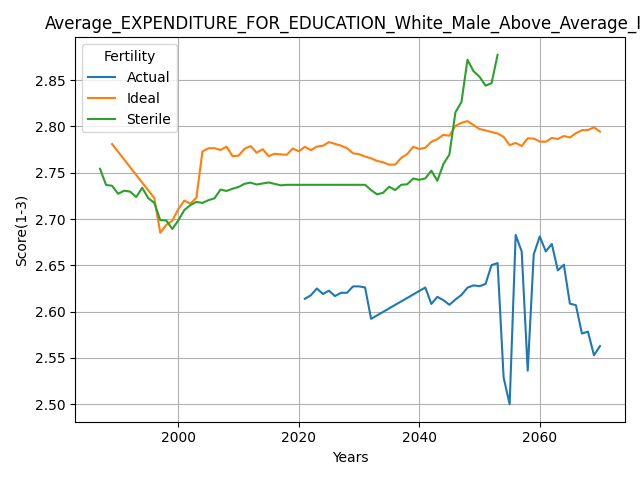 Average_EXPENDITURE_FOR_EDUCATION_White_Male_Above_Average_I
Fertility
Actual
Ideal
Sterile
Score(1-3)
2.85
2.80
2.75
2.70
2.65
2.60
2.55
2.50
2000 2020 2040 2060
Years